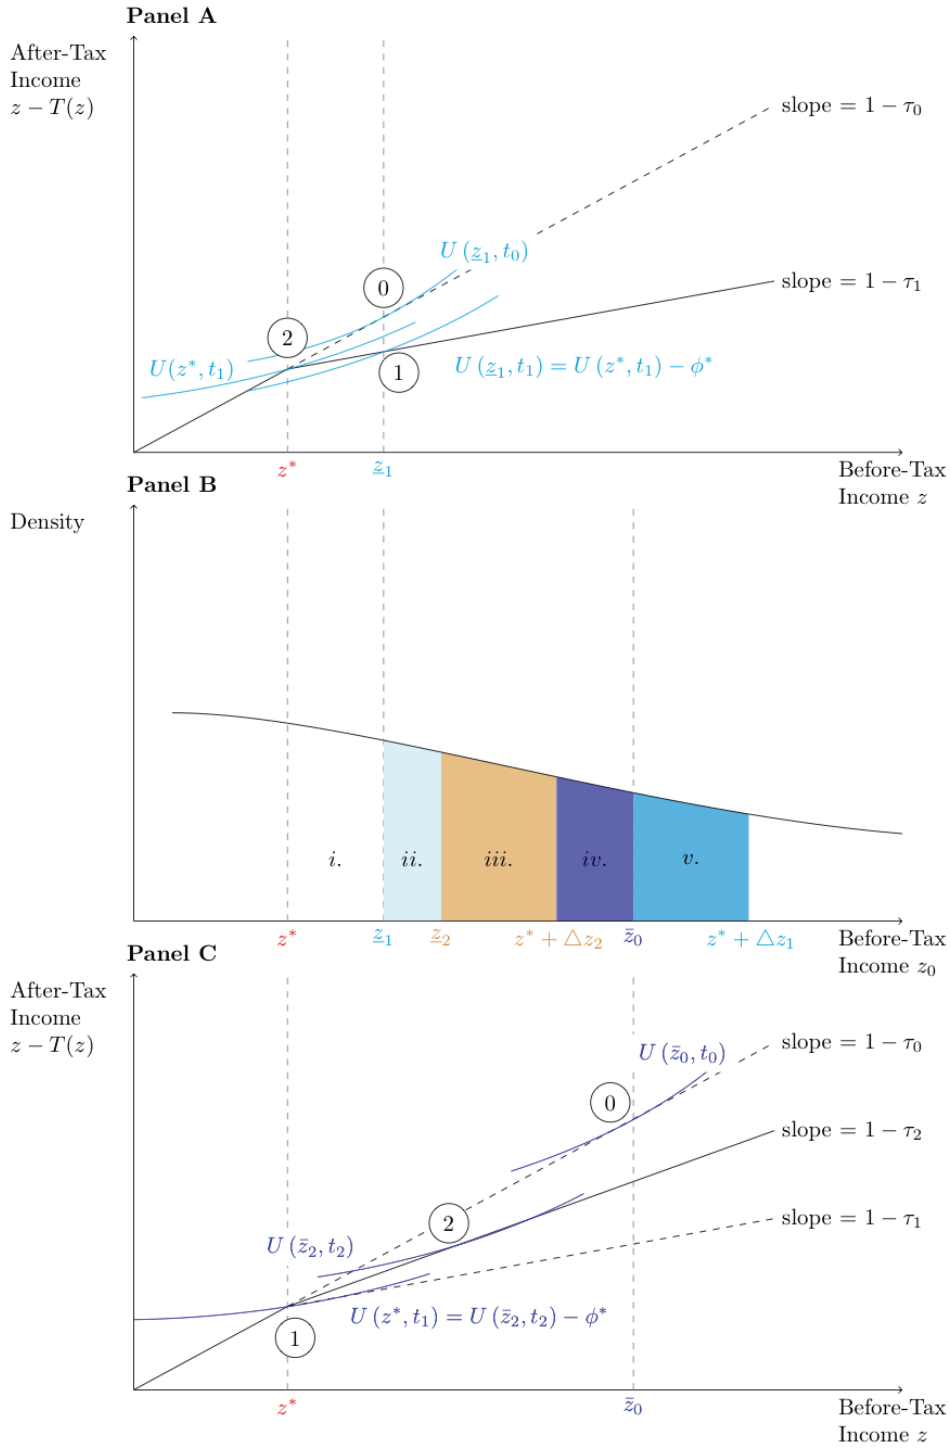 Panel A
After-Tax
Income
z − T(z)
slope = 1 − τ₀
U (z̲₁, t₀)
0
slope = 1 − τ₁
2
U(z*, t₁)
1
U (z̲₁, t₁) = U (z*, t₁) − ϕ*
z*
z̲₁
Before-Tax
Income z
Panel B
Density
i.
ii.
iii.
iv.
v.
z*
z̲₁
z̲₂
z* + △z₂
z̄₀
z* + △z₁
Before-Tax
Income z₀
Panel C
After-Tax
Income
z − T(z)
slope = 1 − τ₀
U (z̄₀, t₀)
0
slope = 1 − τ₂
2
slope = 1 − τ₁
U (z̄₂, t₂)
U (z*, t₁) = U (z̄₂, t₂) − ϕ*
1
z*
z̄₀
Before-Tax
Income z